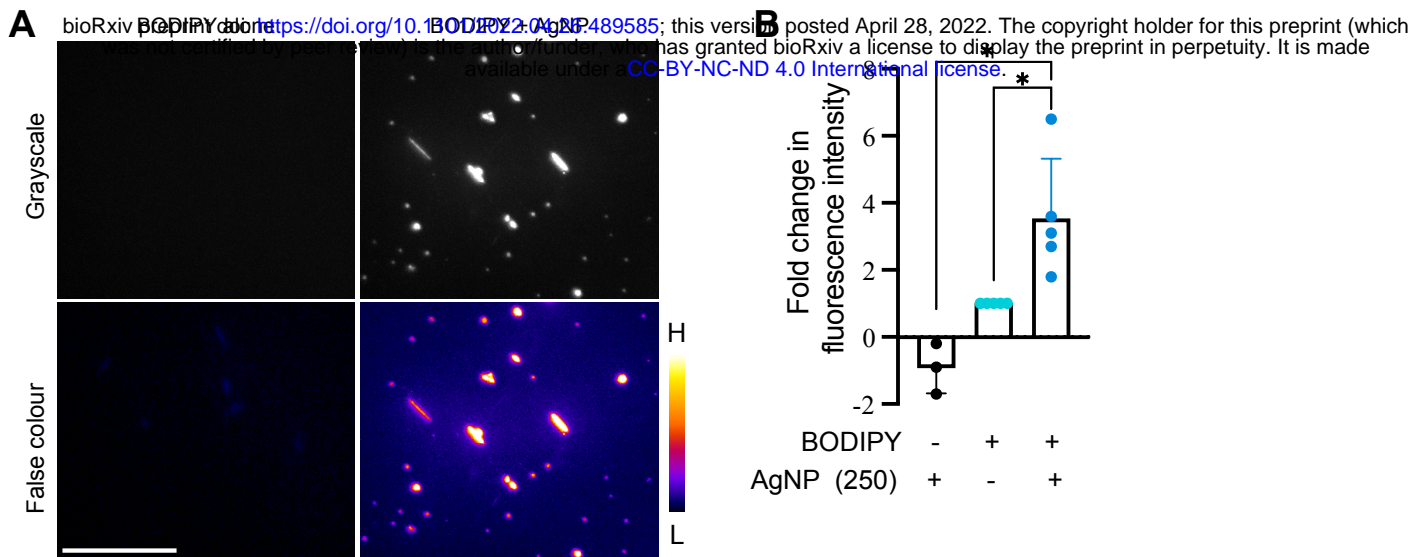 A
bioRxiv preprint doi: https://doi.org/10.1101/2022.04.26.489585; this version posted April 28, 2022. The copyright holder for this preprint (which
was not certified by peer review) is the author/funder, who has granted bioRxiv a license to display the preprint in perpetuity. It is made
available under a CC-BY-NC-ND 4.0 International license.
BODIPY alone
BODIPY + AgNP
Grayscale
False colour
H
L
B
Fold change in
fluorescence intensity
*
*
8
6
4
2
0
-2
BODIPY - + +
AgNP (250) + - +